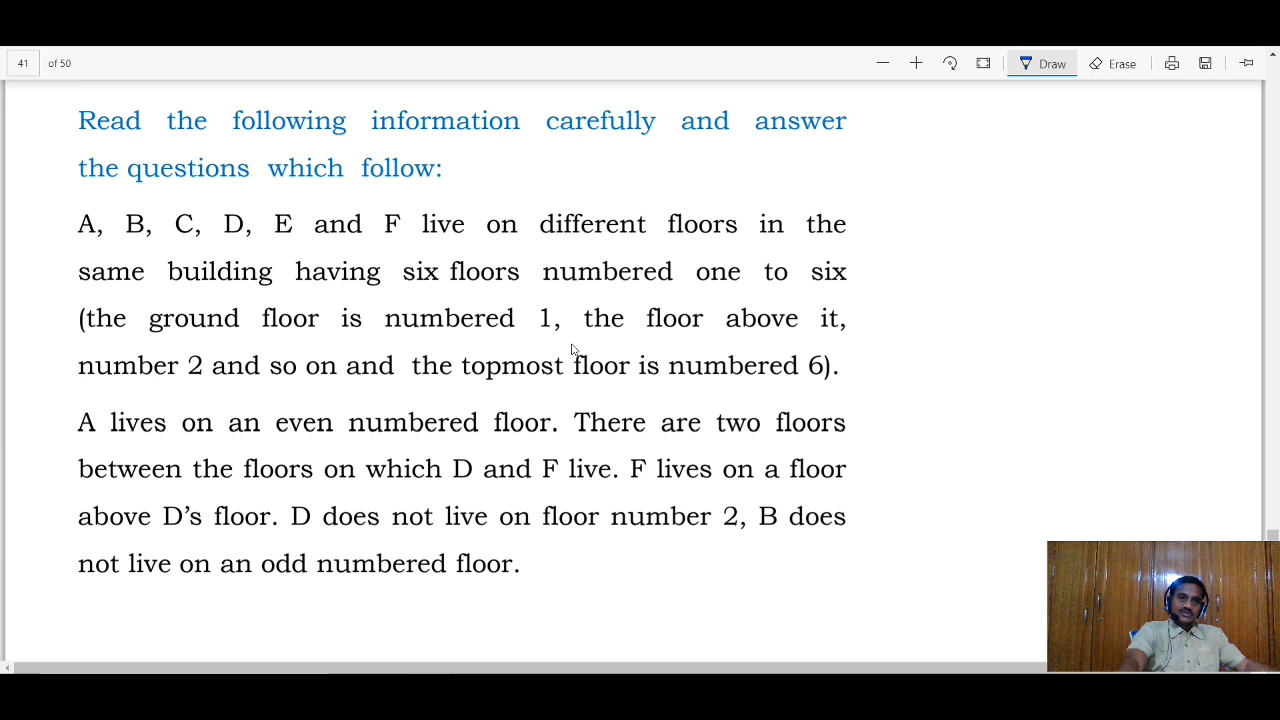 41 of 50 Draw Erase
Read the following information carefully and answer
the questions which follow:
A, B, C, D, E and F live on different floors in the
same building having six floors numbered one to six
(the ground floor is numbered 1, the floor above it,
number 2 and so on and the topmost floor is numbered 6).
A lives on an even numbered floor. There are two floors
between the floors on which D and F live. F lives on a floor
above D’s floor. D does not live on floor number 2, B does
not live on an odd numbered floor.